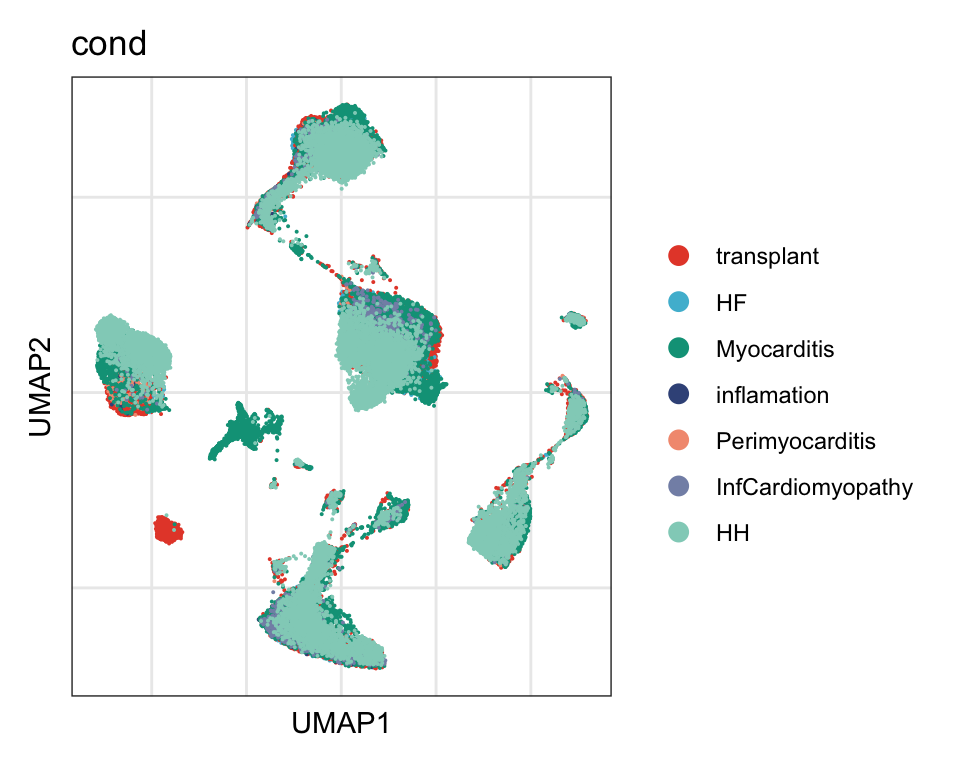 cond
UMAP2
UMAP1
transplant
HF
Myocarditis
inflamation
Perimyocarditis
InfCardiomyopathy
HH